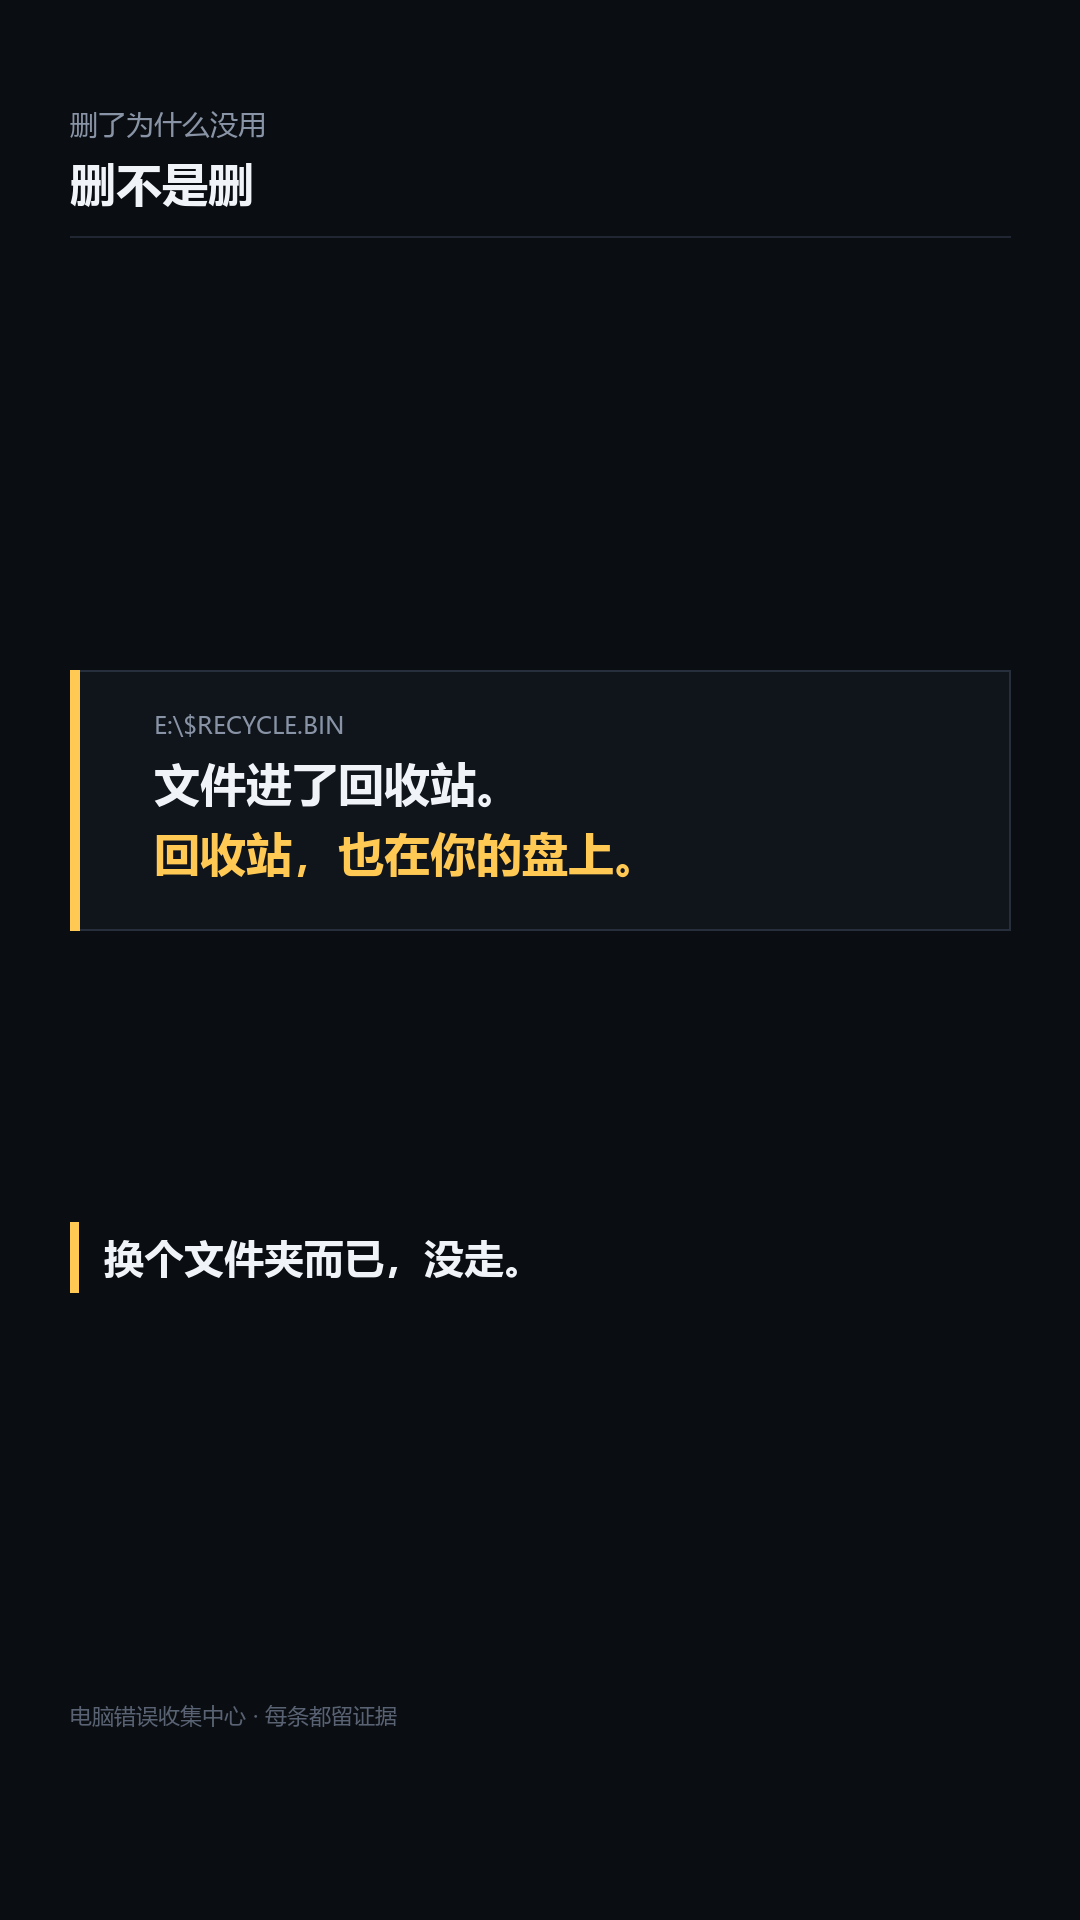 删了为什么没用
删不是删
E:\$RECYCLE.BIN
文件进了回收站。
回收站，也在你的盘上。
换个文件夹而已，没走。
电脑错误收集中心 · 每条都留证据